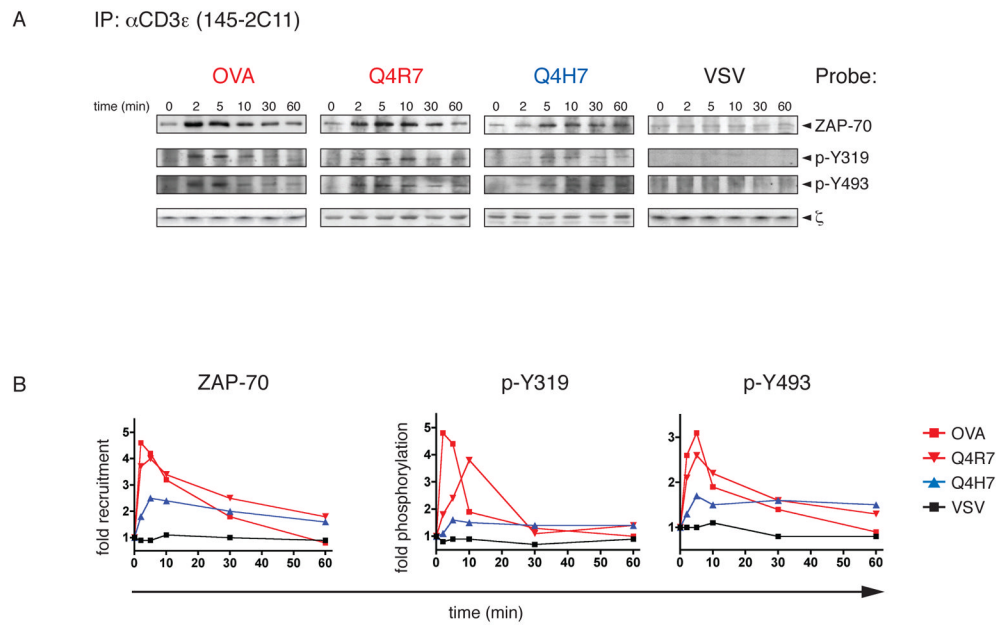 A IP: αCD3ε (145-2C11)
OVA Q4R7 Q4H7 VSV Probe:
time (min) 0 2 5 10 30 60 0 2 5 10 30 60 0 2 5 10 30 60 0 2 5 10 30 60
ZAP-70
p-Y319
p-Y493
ζ
B ZAP-70 p-Y319 p-Y493
fold recruitment
5
4
3
2
1
0 10 20 30 40 50 60
fold phosphorylation
5
4
3
2
1
0 10 20 30 40 50 60
3
2
1
0 10 20 30 40 50 60
OVA
Q4R7
Q4H7
VSV
time (min)